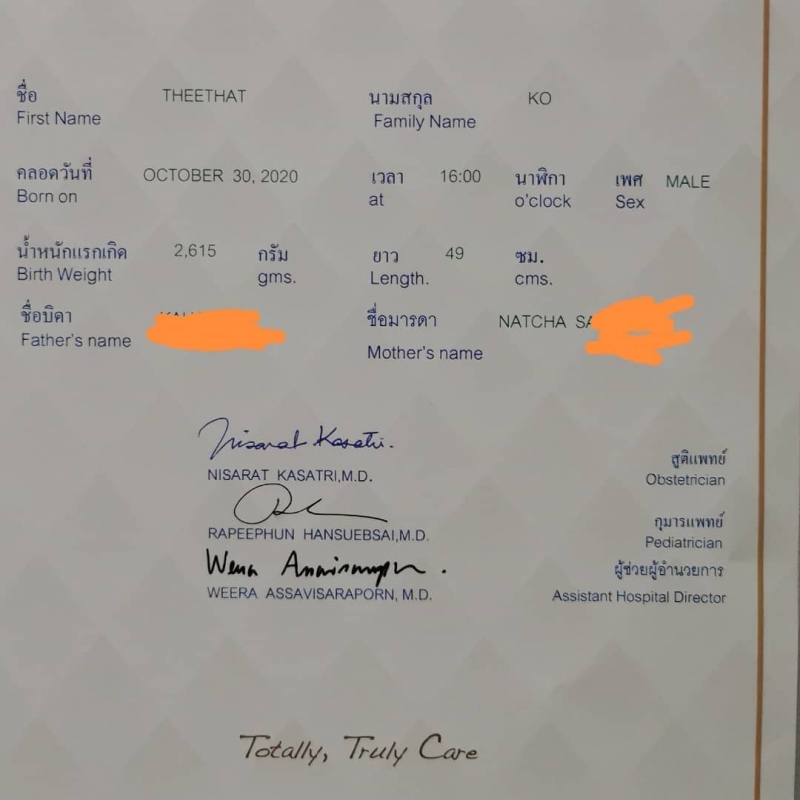 ชื่อ THEETHAT นามสกุล KO
First Name Family Name
คลอดวันที่ OCTOBER 30, 2020 เวลา 16:00 นาฬิกา เพศ MALE
Born on at o'clock Sex
น้ำหนักแรกเกิด 2,615 กรัม ยาว 49 ซม.
Birth Weight gms. Length. cms.
ชื่อบิดา ชื่อมารดา NATCHA
Father's name Mother's name
Nisarat Kasatri.
NISARAT KASATRI,M.D. สูติแพทย์
Obstetrician
RAPEEPHUN HANSUEBSAI,M.D. กุมารแพทย์
Pediatrician
Weera
WEERA ASSAVISARAPORN, M.D. ผู้ช่วยผู้อำนวยการ
Assistant Hospital Director
Totally, Truly Care